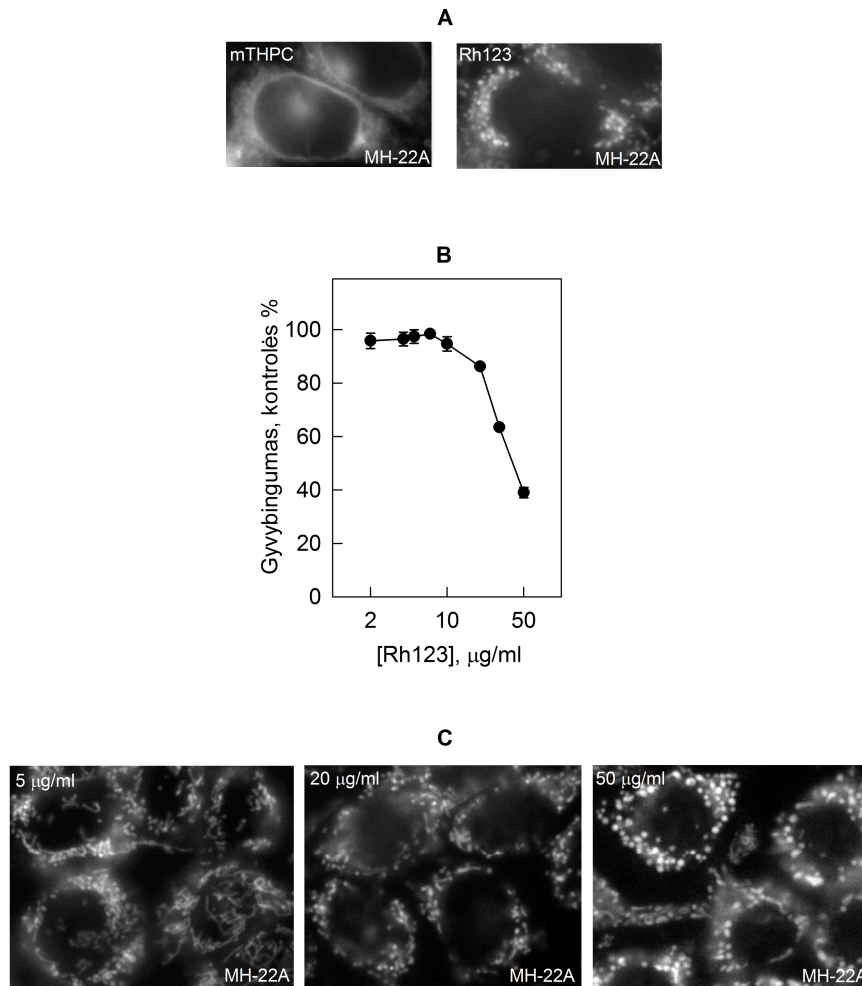 A
mTHPC
MH-22A
Rh123
MH-22A
B
Gyvybingumas, kontrolės %
100
80
60
40
20
0
2 10 50
[Rh123], μg/ml
C
5 μg/ml
MH-22A
20 μg/ml
MH-22A
50 μg/ml
MH-22A